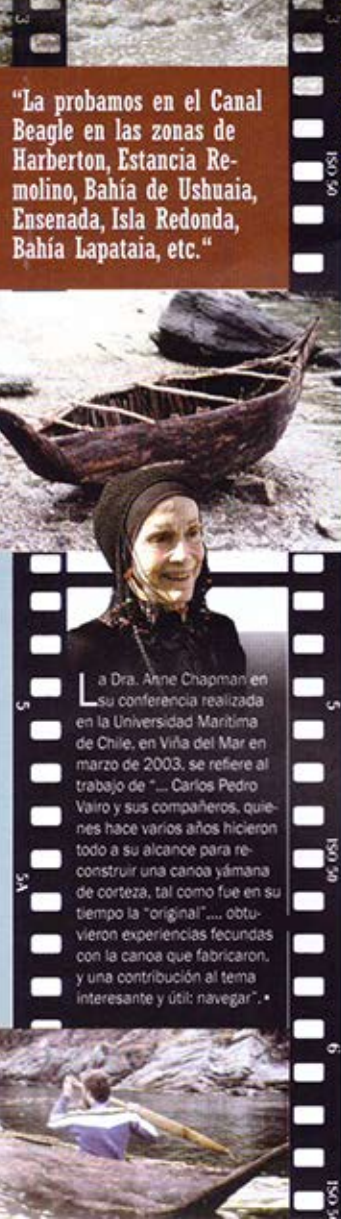 3
3
ISO 50
“La probamos en el Canal
Beagle en las zonas de
Harberton, Estancia Re-
molino, Bahía de Ushuaia,
Ensenada, Isla Redonda,
Bahía Lapataia, etc.“
La Dra. Anne Chapman en
su conferencia realizada
en la Universidad Marítima
de Chile, en Viña del Mar en
marzo de 2003, se refiere al
trabajo de “... Carlos Pedro
Vairo y sus compañeros, quie-
nes hace varios años hicieron
todo a su alcance para re-
construir una canoa yámana
de corteza, tal como fue en su
tiempo la “original”.... obtu-
vieron experiencias fecundas
con la canoa que fabricaron,
y una contribución al tema
interesante y útil: navegar”. •
5
5A
5
ISO 50
6
ISO 50